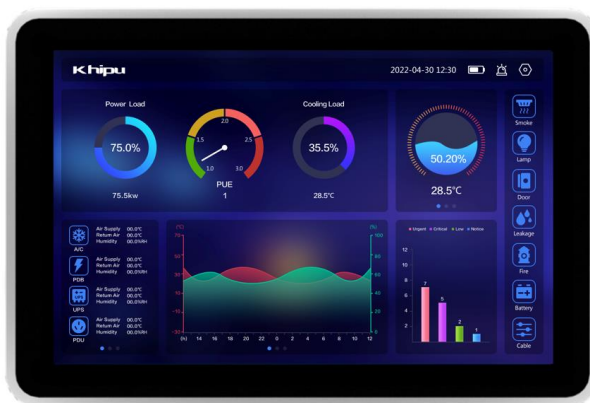 Khipu
2022-04-30 12:30
Power Load
75.0%
75.5kw
1.0
1.5
2.0
2.5
3.0
PUE
1
Cooling Load
35.5%
28.5℃
50.20%
28.5℃
Smoke
Lamp
Door
Leakage
Fire
Battery
Cable
Air Supply 00.0℃
Return Air 00.0℃
Humidity 00.0%RH
A/C
Air Supply 00.0℃
Return Air 00.0℃
Humidity 00.0%RH
PDB
Air Supply 00.0℃
Return Air 00.0℃
Humidity 00.0%RH
UPS
Air Supply 00.0℃
Return Air 00.0℃
Humidity 00.0%RH
PDU
(℃)
70
50
30
10
-10
-30
(%)
100
80
60
40
20
0
(h) 14 16 18 20 22 0 2 4 6 8 10 12
Urgent Critical Low Notice
12
10
8
6
4
2
7
5
2
1